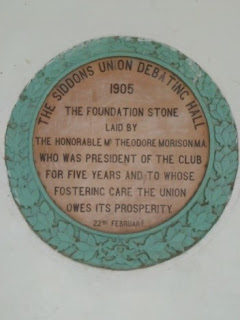 THE SIDDONS UNION DEBATING HALL
1905
THE FOUNDATION STONE
LAID BY
THE HONORABLE Mr THEODORE MORISON M.A.
WHO WAS PRESIDENT OF THE CLUB
FOR FIVE YEARS AND TO WHOSE
FOSTERING CARE THE UNION
OWES ITS PROSPERITY.
22ND FEBRUARY.